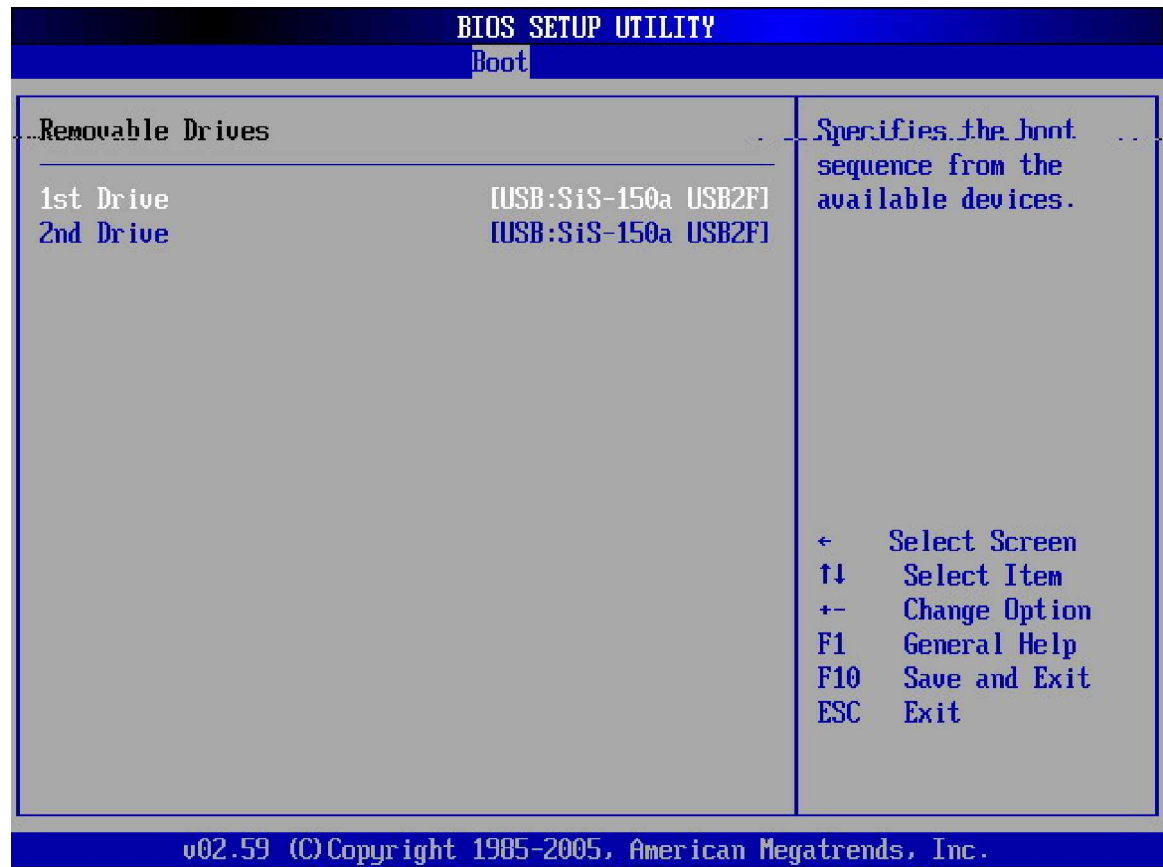 BIOS SETUP UTILITY
Boot
Removable Drives
1st Drive [USB:SiS-150a USB2F]
2nd Drive [USB:SiS-150a USB2F]
Specifies the boot
sequence from the
available devices.
← Select Screen
↑↓ Select Item
+- Change Option
F1 General Help
F10 Save and Exit
ESC Exit
v02.59 (C)Copyright 1985-2005, American Megatrends, Inc.